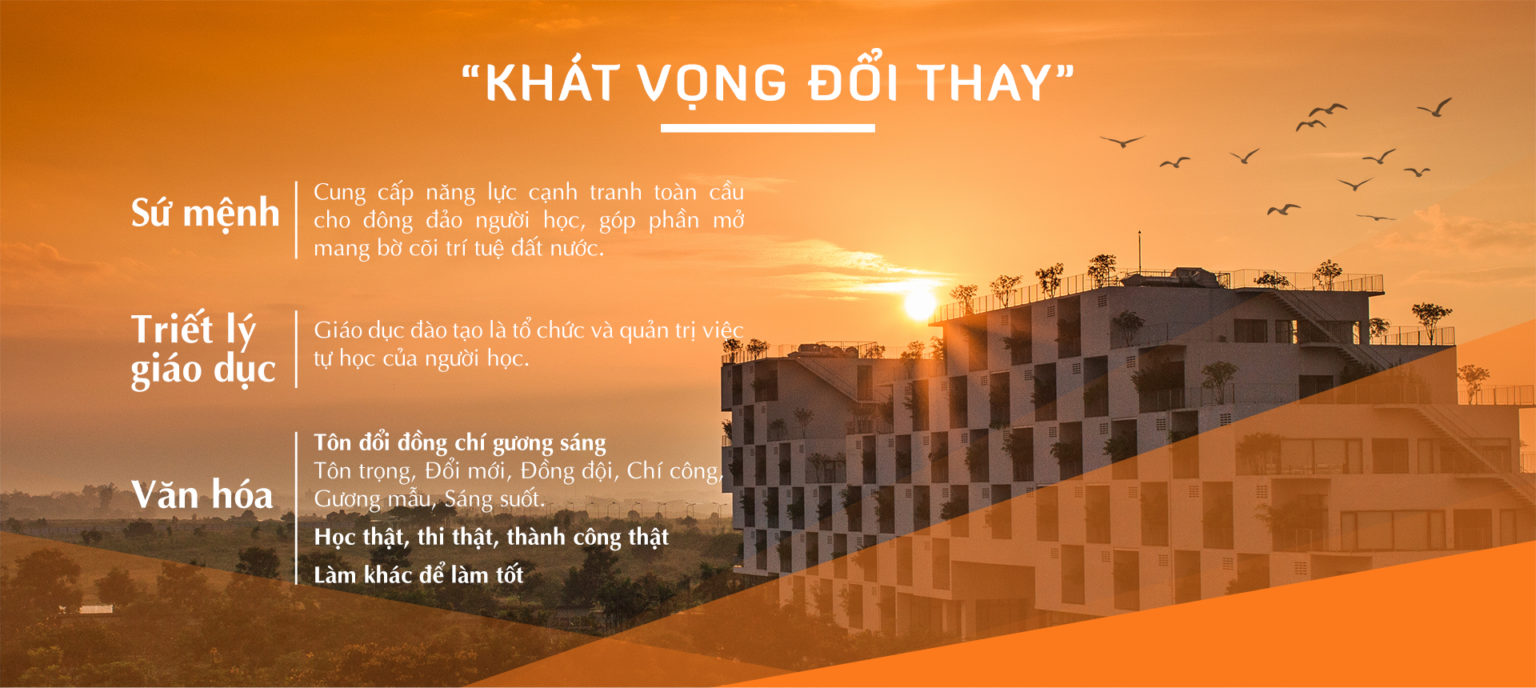 “KHÁT VỌNG ĐỔI THAY”
Sứ mệnh
Cung cấp năng lực cạnh tranh toàn cầu
cho đông đảo người học, góp phần mở
mang bờ cõi trí tuệ đất nước.
Triết lý
giáo dục
Giáo dục đào tạo là tổ chức và quản trị việc
tự học của người học.
Văn hóa
Tôn đổi đồng chí gương sáng
Tôn trọng, Đổi mới, Đồng đội, Chí công,
Gương mẫu, Sáng suốt.
Học thật, thi thật, thành công thật
Làm khác để làm tốt